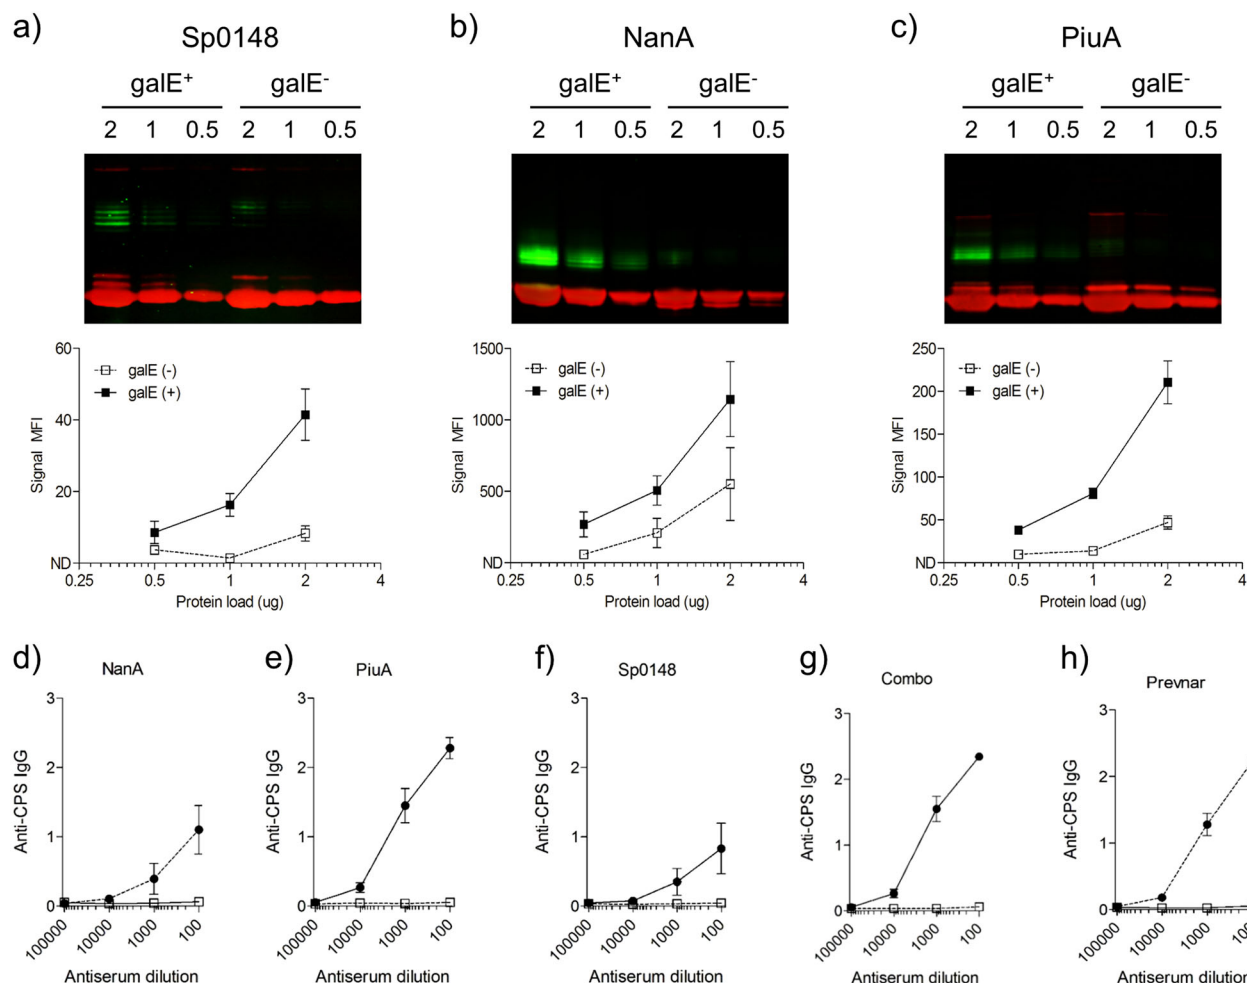 a) Sp0148
galE+ galE-
2 1 0.5 2 1 0.5
60
40
20
ND
Signal MFI
galE (-)
galE (+)
0.25 0.5 1 2 4
Protein load (ug)
b) NanA
galE+ galE-
2 1 0.5 2 1 0.5
1500
1000
500
ND
Signal MFI
galE (-)
galE (+)
0.25 0.5 1 2 4
Protein load (ug)
c) PiuA
galE+ galE-
2 1 0.5 2 1 0.5
250
200
150
100
50
ND
Signal MFI
galE (-)
galE (+)
0.25 0.5 1 2 4
Protein load (ug)
d) NanA
3
2
1
0
Anti-CPS IgG
100000 10000 1000 100
Antiserum dilution
e) PiuA
3
2
1
0
Anti-CPS IgG
100000 10000 1000 100
Antiserum dilution
f) Sp0148
3
2
1
0
Anti-CPS IgG
100000 10000 1000 100
Antiserum dilution
g) Combo
3
2
1
0
Anti-CPS IgG
100000 10000 1000 100
Antiserum dilution
h) Prevnar
3
2
1
0
Anti-CPS IgG
100000 10000 1000 100
Antiserum dilution